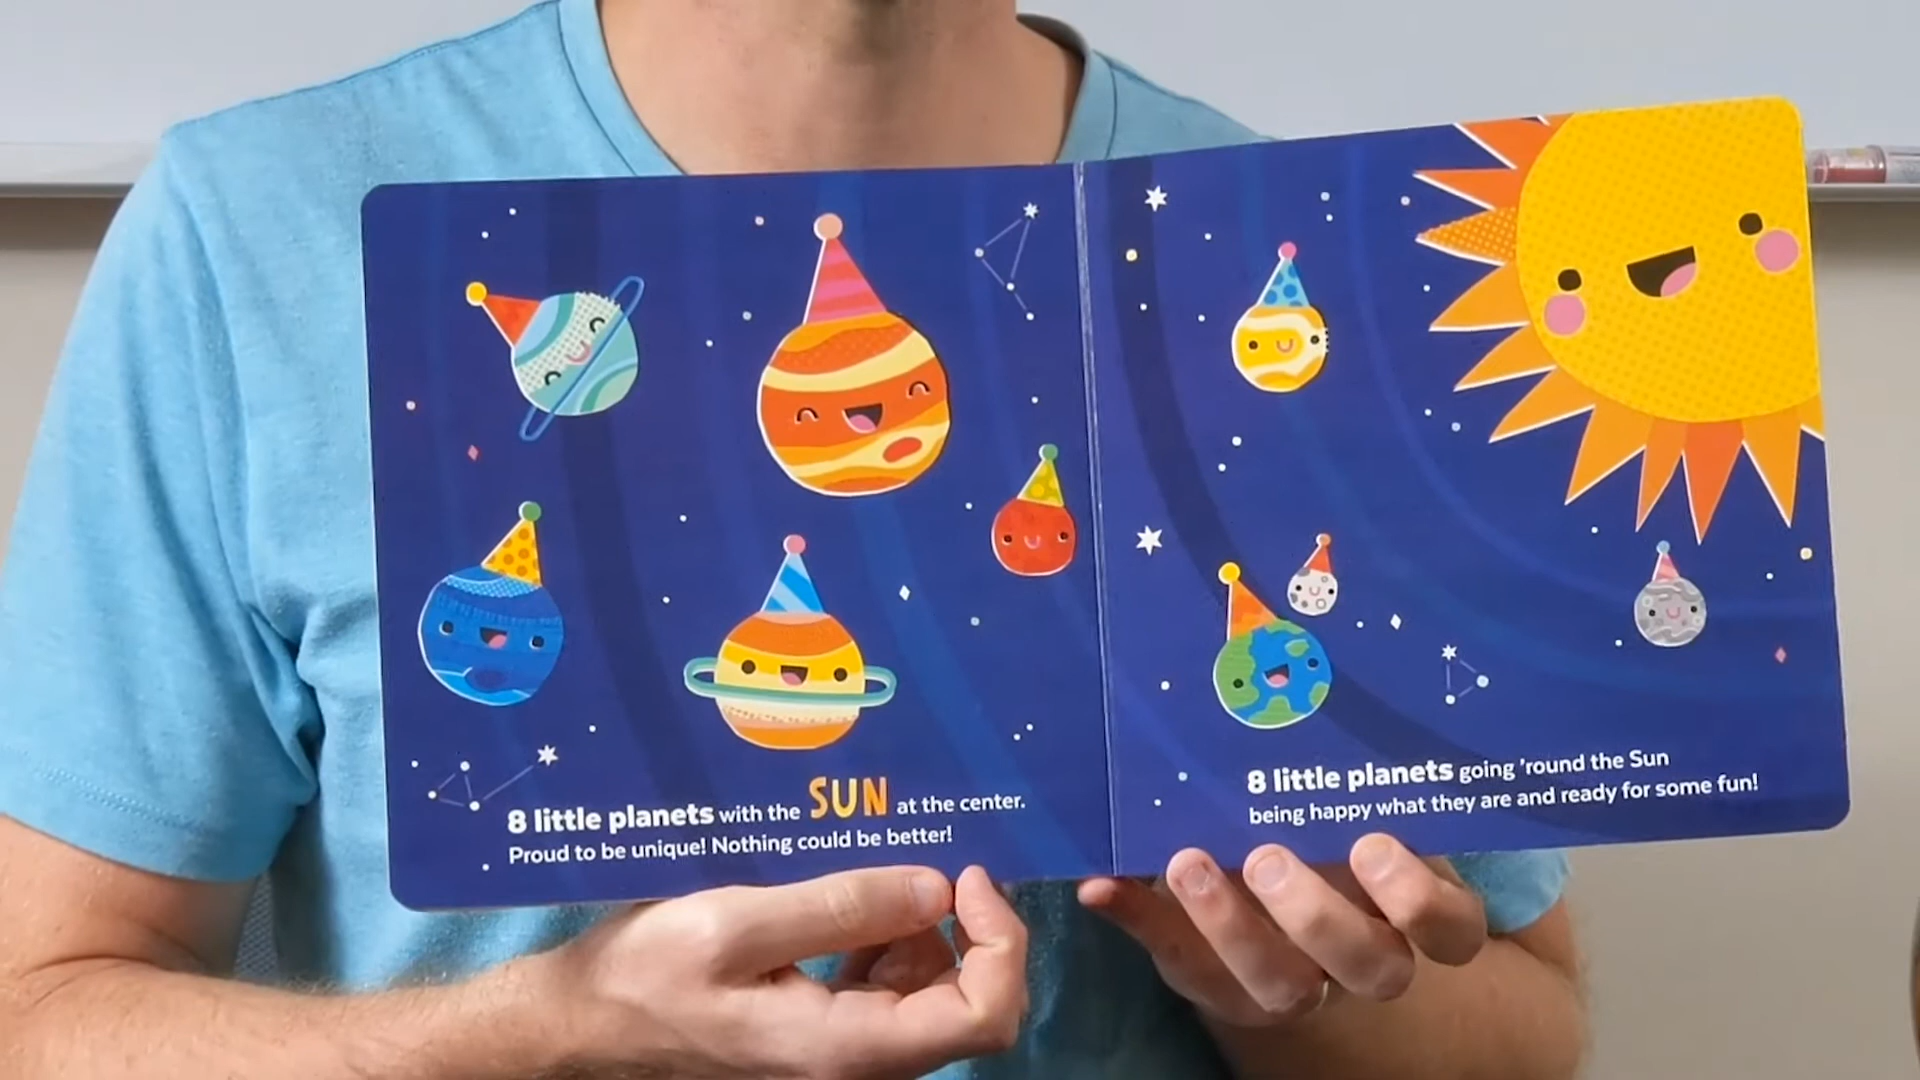 8 little planets with the SUN at the center.
Proud to be unique! Nothing could be better!
8 little planets going 'round the Sun
being happy what they are and ready for some fun!